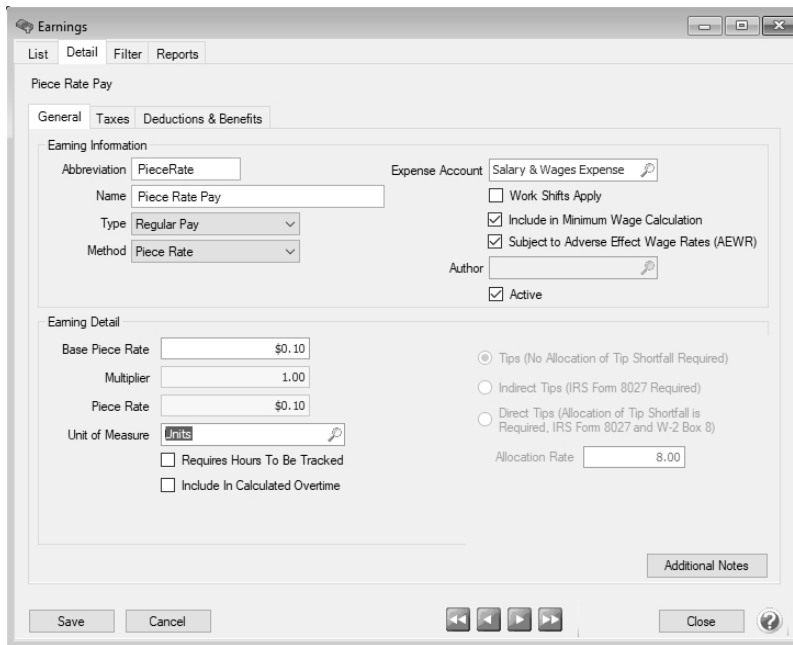 Earnings
List Detail Filter Reports
Piece Rate Pay
General Taxes Deductions & Benefits
Earning Information
Abbreviation PieceRate
Name Piece Rate Pay
Type Regular Pay
Method Piece Rate
Expense Account Salary & Wages Expense
Work Shifts Apply
Include in Minimum Wage Calculation
Subject to Adverse Effect Wage Rates (AEWR)
Author
Active
Earning Detail
Base Piece Rate $0.10
Multiplier 1.00
Piece Rate $0.10
Unit of Measure Units
Requires Hours To Be Tracked
Include In Calculated Overtime
Tips (No Allocation of Tip Shortfall Required)
Indirect Tips (IRS Form 8027 Required)
Direct Tips (Allocation of Tip Shortfall is
Required, IRS Form 8027 and W-2 Box 8)
Allocation Rate 8.00
Additional Notes
Save Cancel Close ?